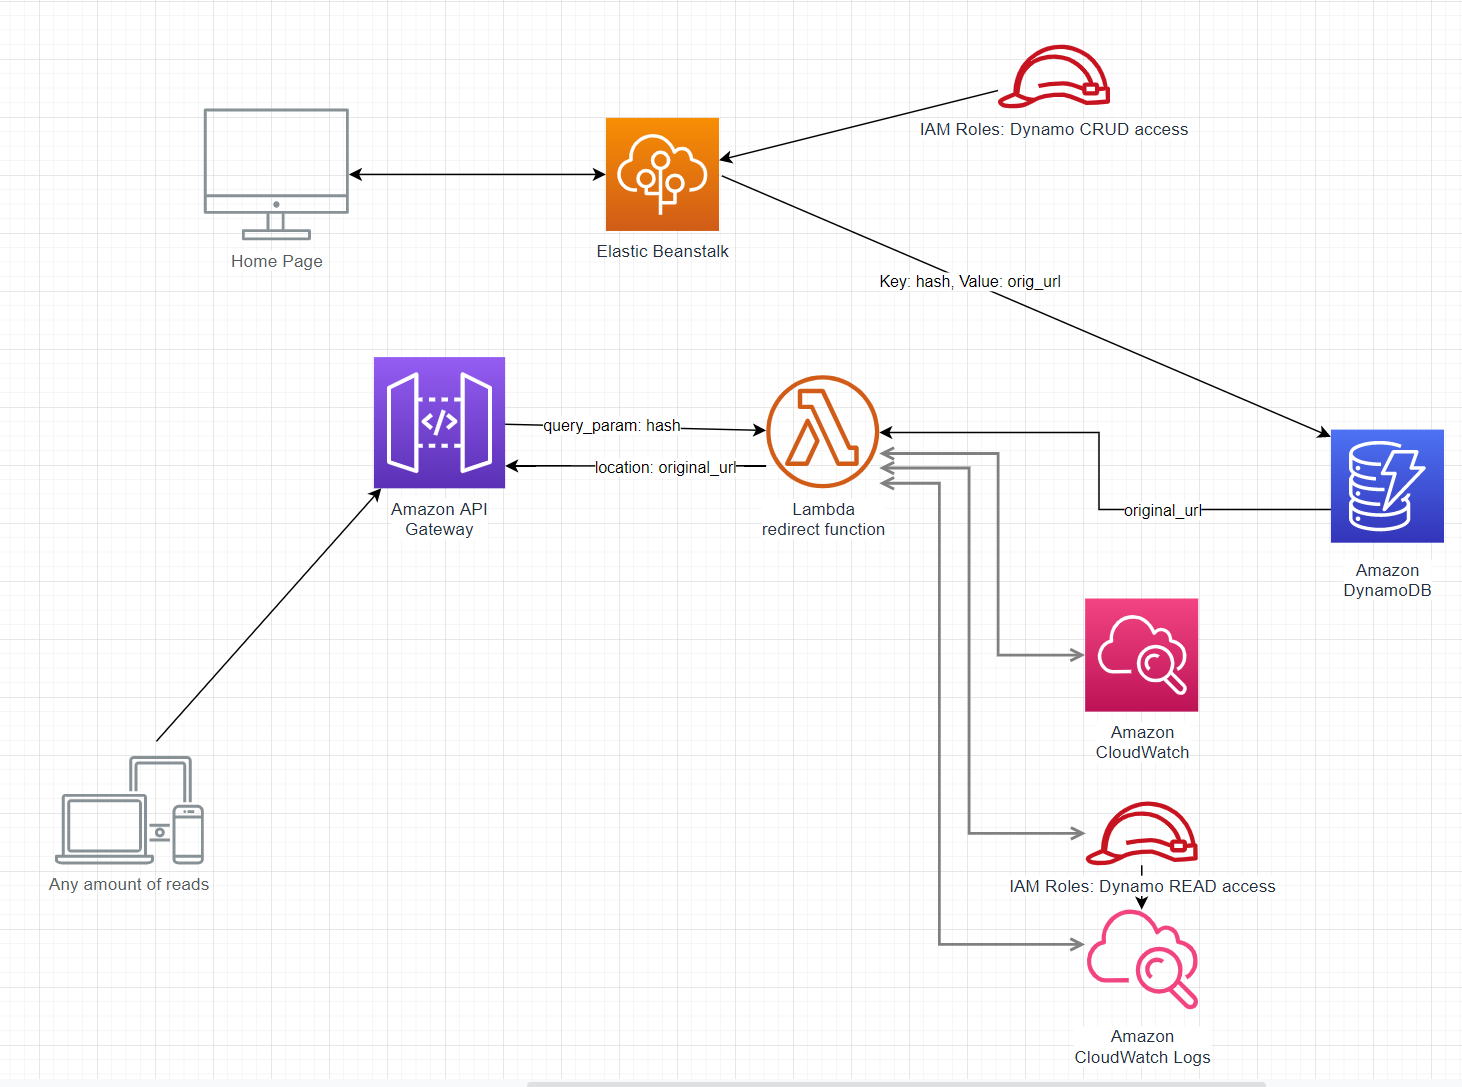 IAM Roles: Dynamo CRUD access
Elastic Beanstalk
Home Page
Key: hash, Value: orig_url
</>
query_param: hash
location: original_url
Amazon API
Gateway
Lambda
redirect function
original_url
Amazon
DynamoDB
Amazon
CloudWatch
Any amount of reads
IAM Roles: Dynamo READ access
Amazon
CloudWatch Logs